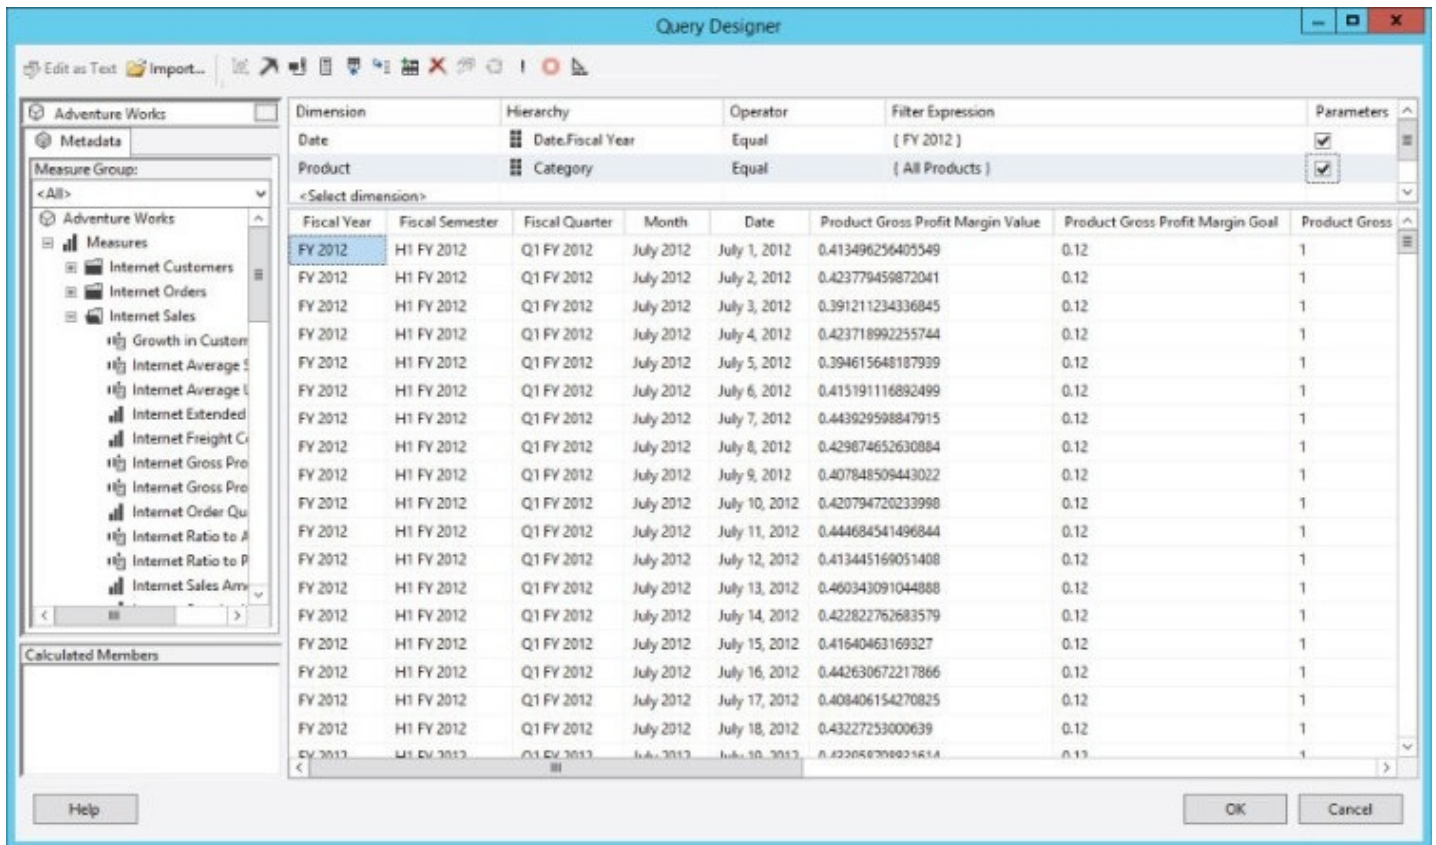 Query Designer
Edit as Text Import...
Adventure Works
Metadata
Measure Group:
<All>
Adventure Works
Measures
Internet Customers
Internet Orders
Internet Sales
Growth in Custom
Internet Average S
Internet Average U
Internet Extended
Internet Freight C
Internet Gross Pro
Internet Gross Pro
Internet Order Qu
Internet Ratio to A
Internet Ratio to P
Internet Sales Am
Calculated Members
Dimension Hierarchy Operator Filter Expression Parameters
Date Date.Fiscal Year Equal { FY 2012 }
Product Category Equal { All Products }
<Select dimension>
Fiscal Year Fiscal Semester Fiscal Quarter Month Date Product Gross Profit Margin Value Product Gross Profit Margin Goal Product Gross
FY 2012 H1 FY 2012 Q1 FY 2012 July 2012 July 1, 2012 0.413496256405549 0.12 1
FY 2012 H1 FY 2012 Q1 FY 2012 July 2012 July 2, 2012 0.423779459872041 0.12 1
FY 2012 H1 FY 2012 Q1 FY 2012 July 2012 July 3, 2012 0.391211234336845 0.12 1
FY 2012 H1 FY 2012 Q1 FY 2012 July 2012 July 4, 2012 0.423718992255744 0.12 1
FY 2012 H1 FY 2012 Q1 FY 2012 July 2012 July 5, 2012 0.394615648187939 0.12 1
FY 2012 H1 FY 2012 Q1 FY 2012 July 2012 July 6, 2012 0.415191116892499 0.12 1
FY 2012 H1 FY 2012 Q1 FY 2012 July 2012 July 7, 2012 0.443929598847915 0.12 1
FY 2012 H1 FY 2012 Q1 FY 2012 July 2012 July 8, 2012 0.429874652630884 0.12 1
FY 2012 H1 FY 2012 Q1 FY 2012 July 2012 July 9, 2012 0.407848509443022 0.12 1
FY 2012 H1 FY 2012 Q1 FY 2012 July 2012 July 10, 2012 0.420794720233998 0.12 1
FY 2012 H1 FY 2012 Q1 FY 2012 July 2012 July 11, 2012 0.444684541496844 0.12 1
FY 2012 H1 FY 2012 Q1 FY 2012 July 2012 July 12, 2012 0.413445169051408 0.12 1
FY 2012 H1 FY 2012 Q1 FY 2012 July 2012 July 13, 2012 0.460343091044888 0.12 1
FY 2012 H1 FY 2012 Q1 FY 2012 July 2012 July 14, 2012 0.422822762683579 0.12 1
FY 2012 H1 FY 2012 Q1 FY 2012 July 2012 July 15, 2012 0.41640463169327 0.12 1
FY 2012 H1 FY 2012 Q1 FY 2012 July 2012 July 16, 2012 0.442630672217866 0.12 1
FY 2012 H1 FY 2012 Q1 FY 2012 July 2012 July 17, 2012 0.408406154270825 0.12 1
FY 2012 H1 FY 2012 Q1 FY 2012 July 2012 July 18, 2012 0.43227253000639 0.12 1
FY 2012 H1 FY 2012 Q1 FY 2012 July 2012 July 19, 2012 0.12 1
Help OK Cancel